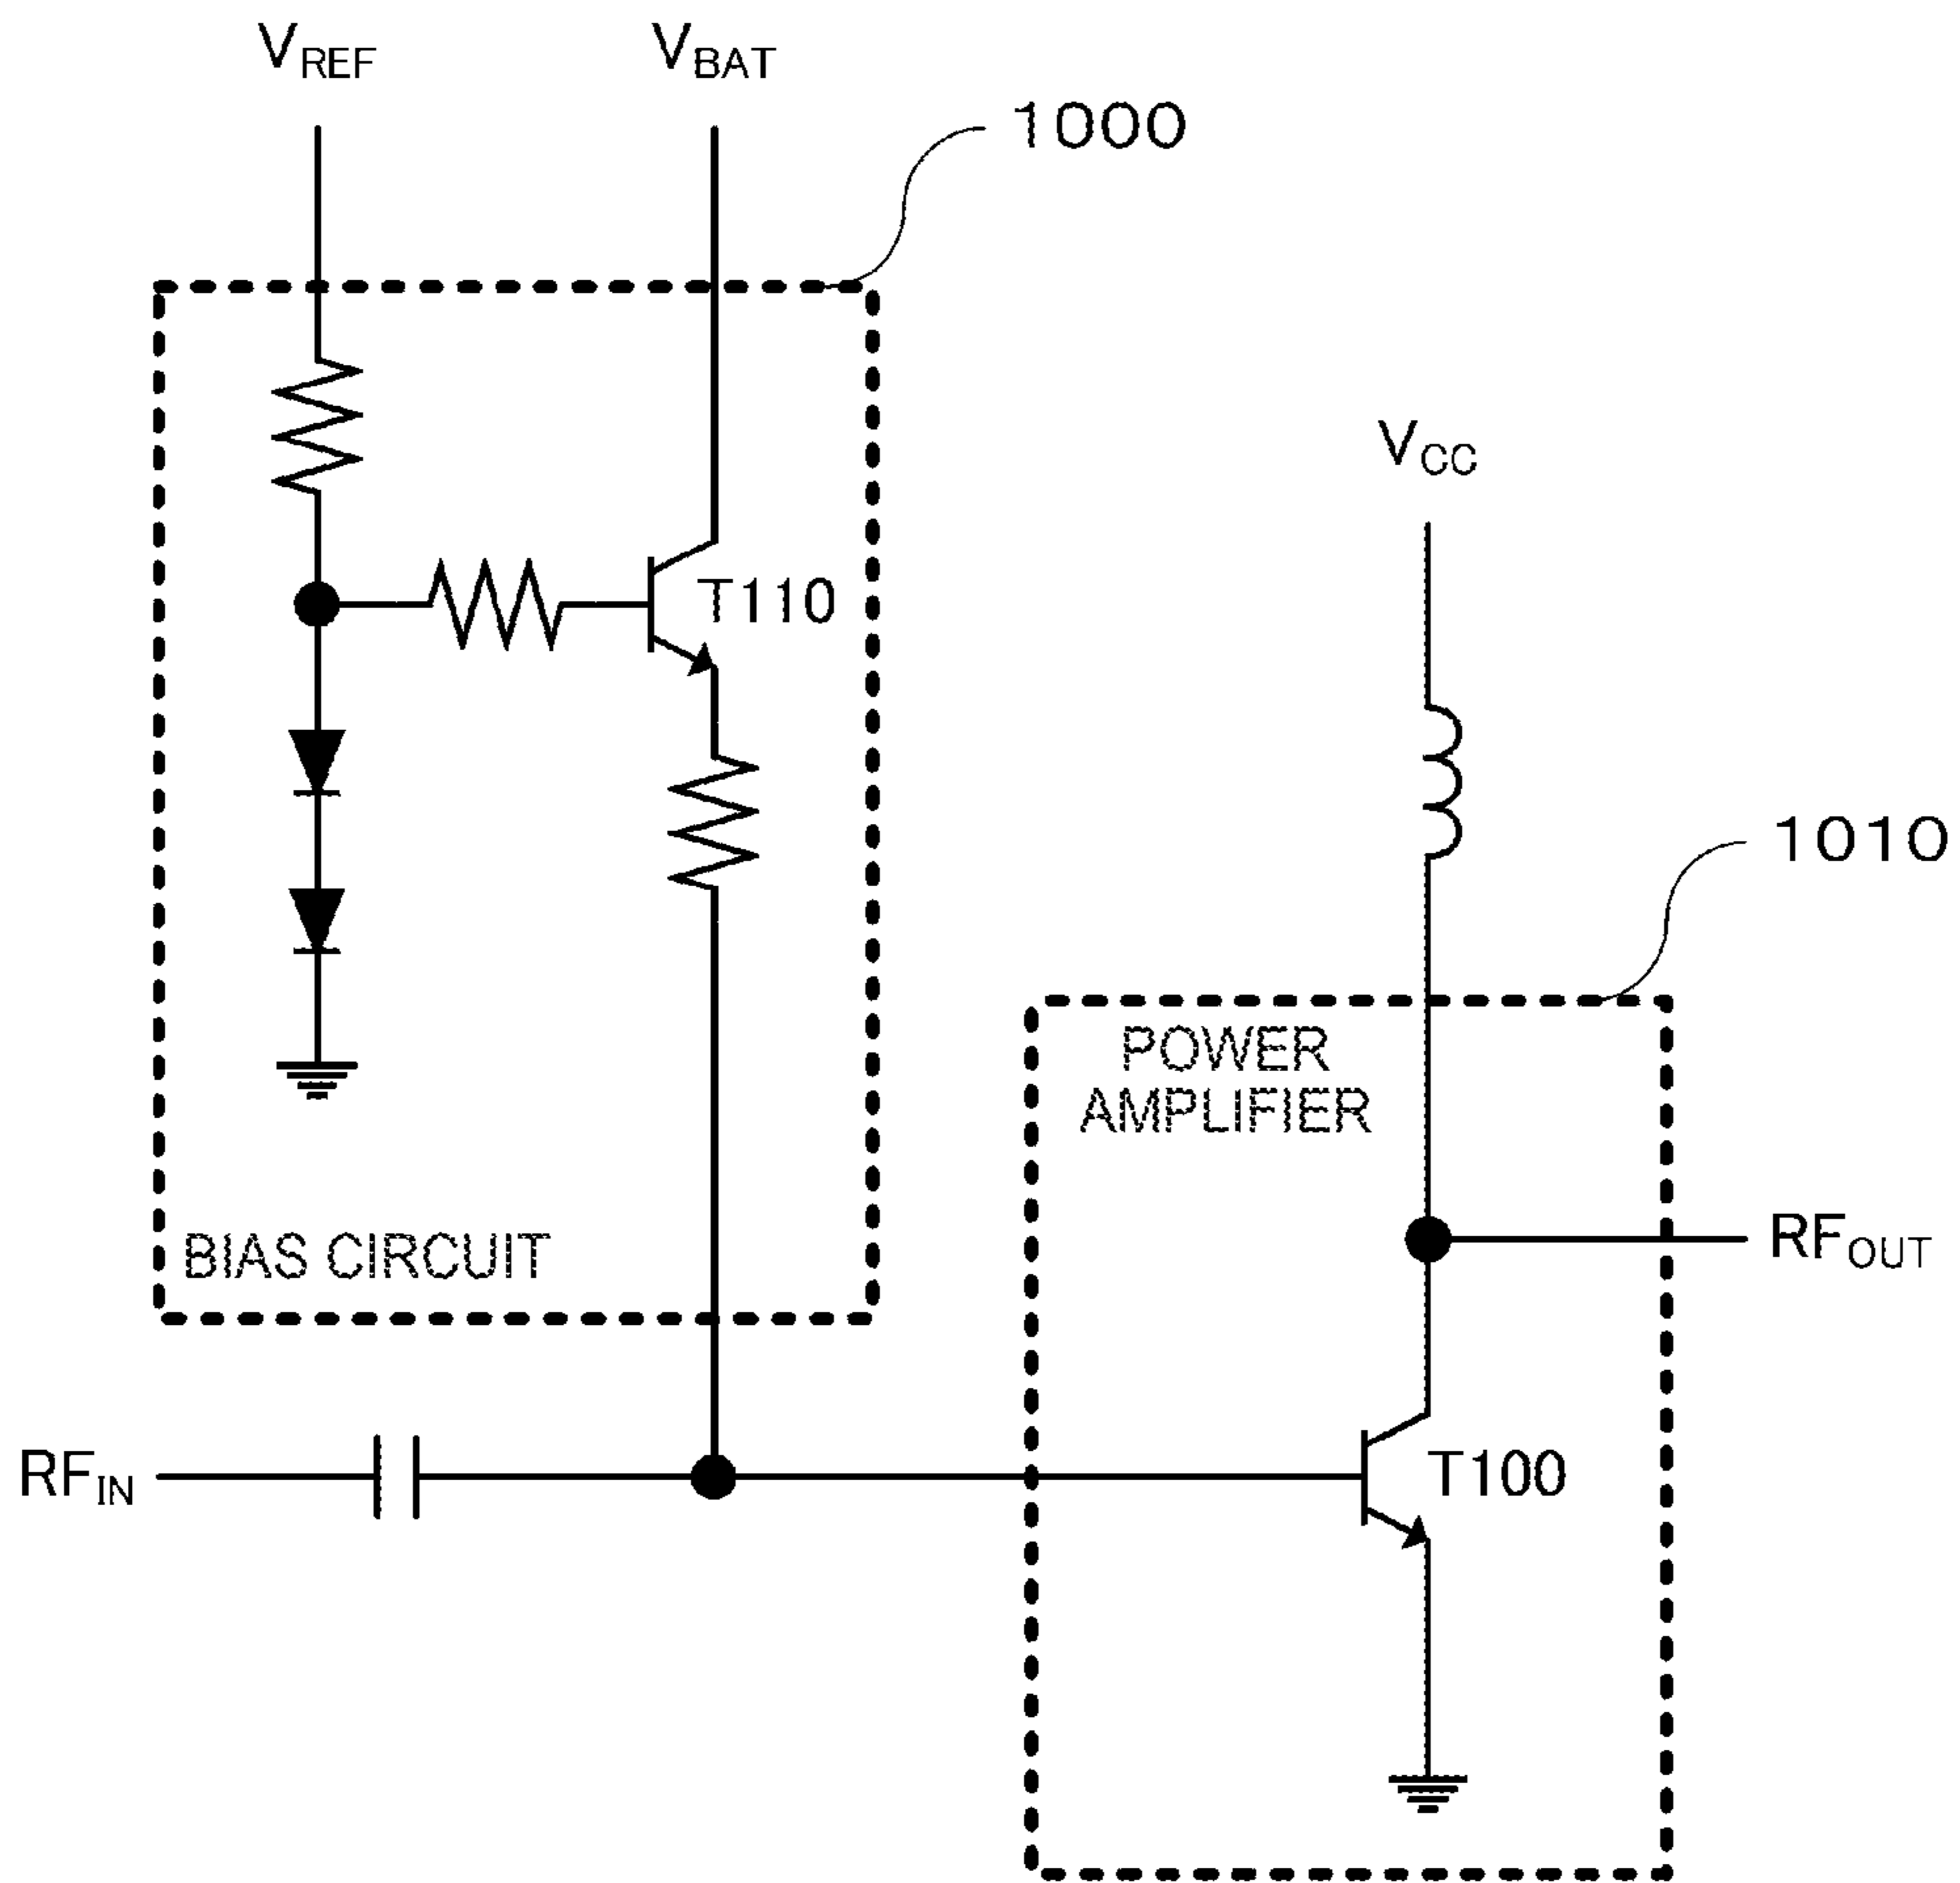 VREF
VBAT
1000
VCC
T110
1010
POWER
AMPLIFIER
RFOUT
BIAS CIRCUIT
RFIN
T100